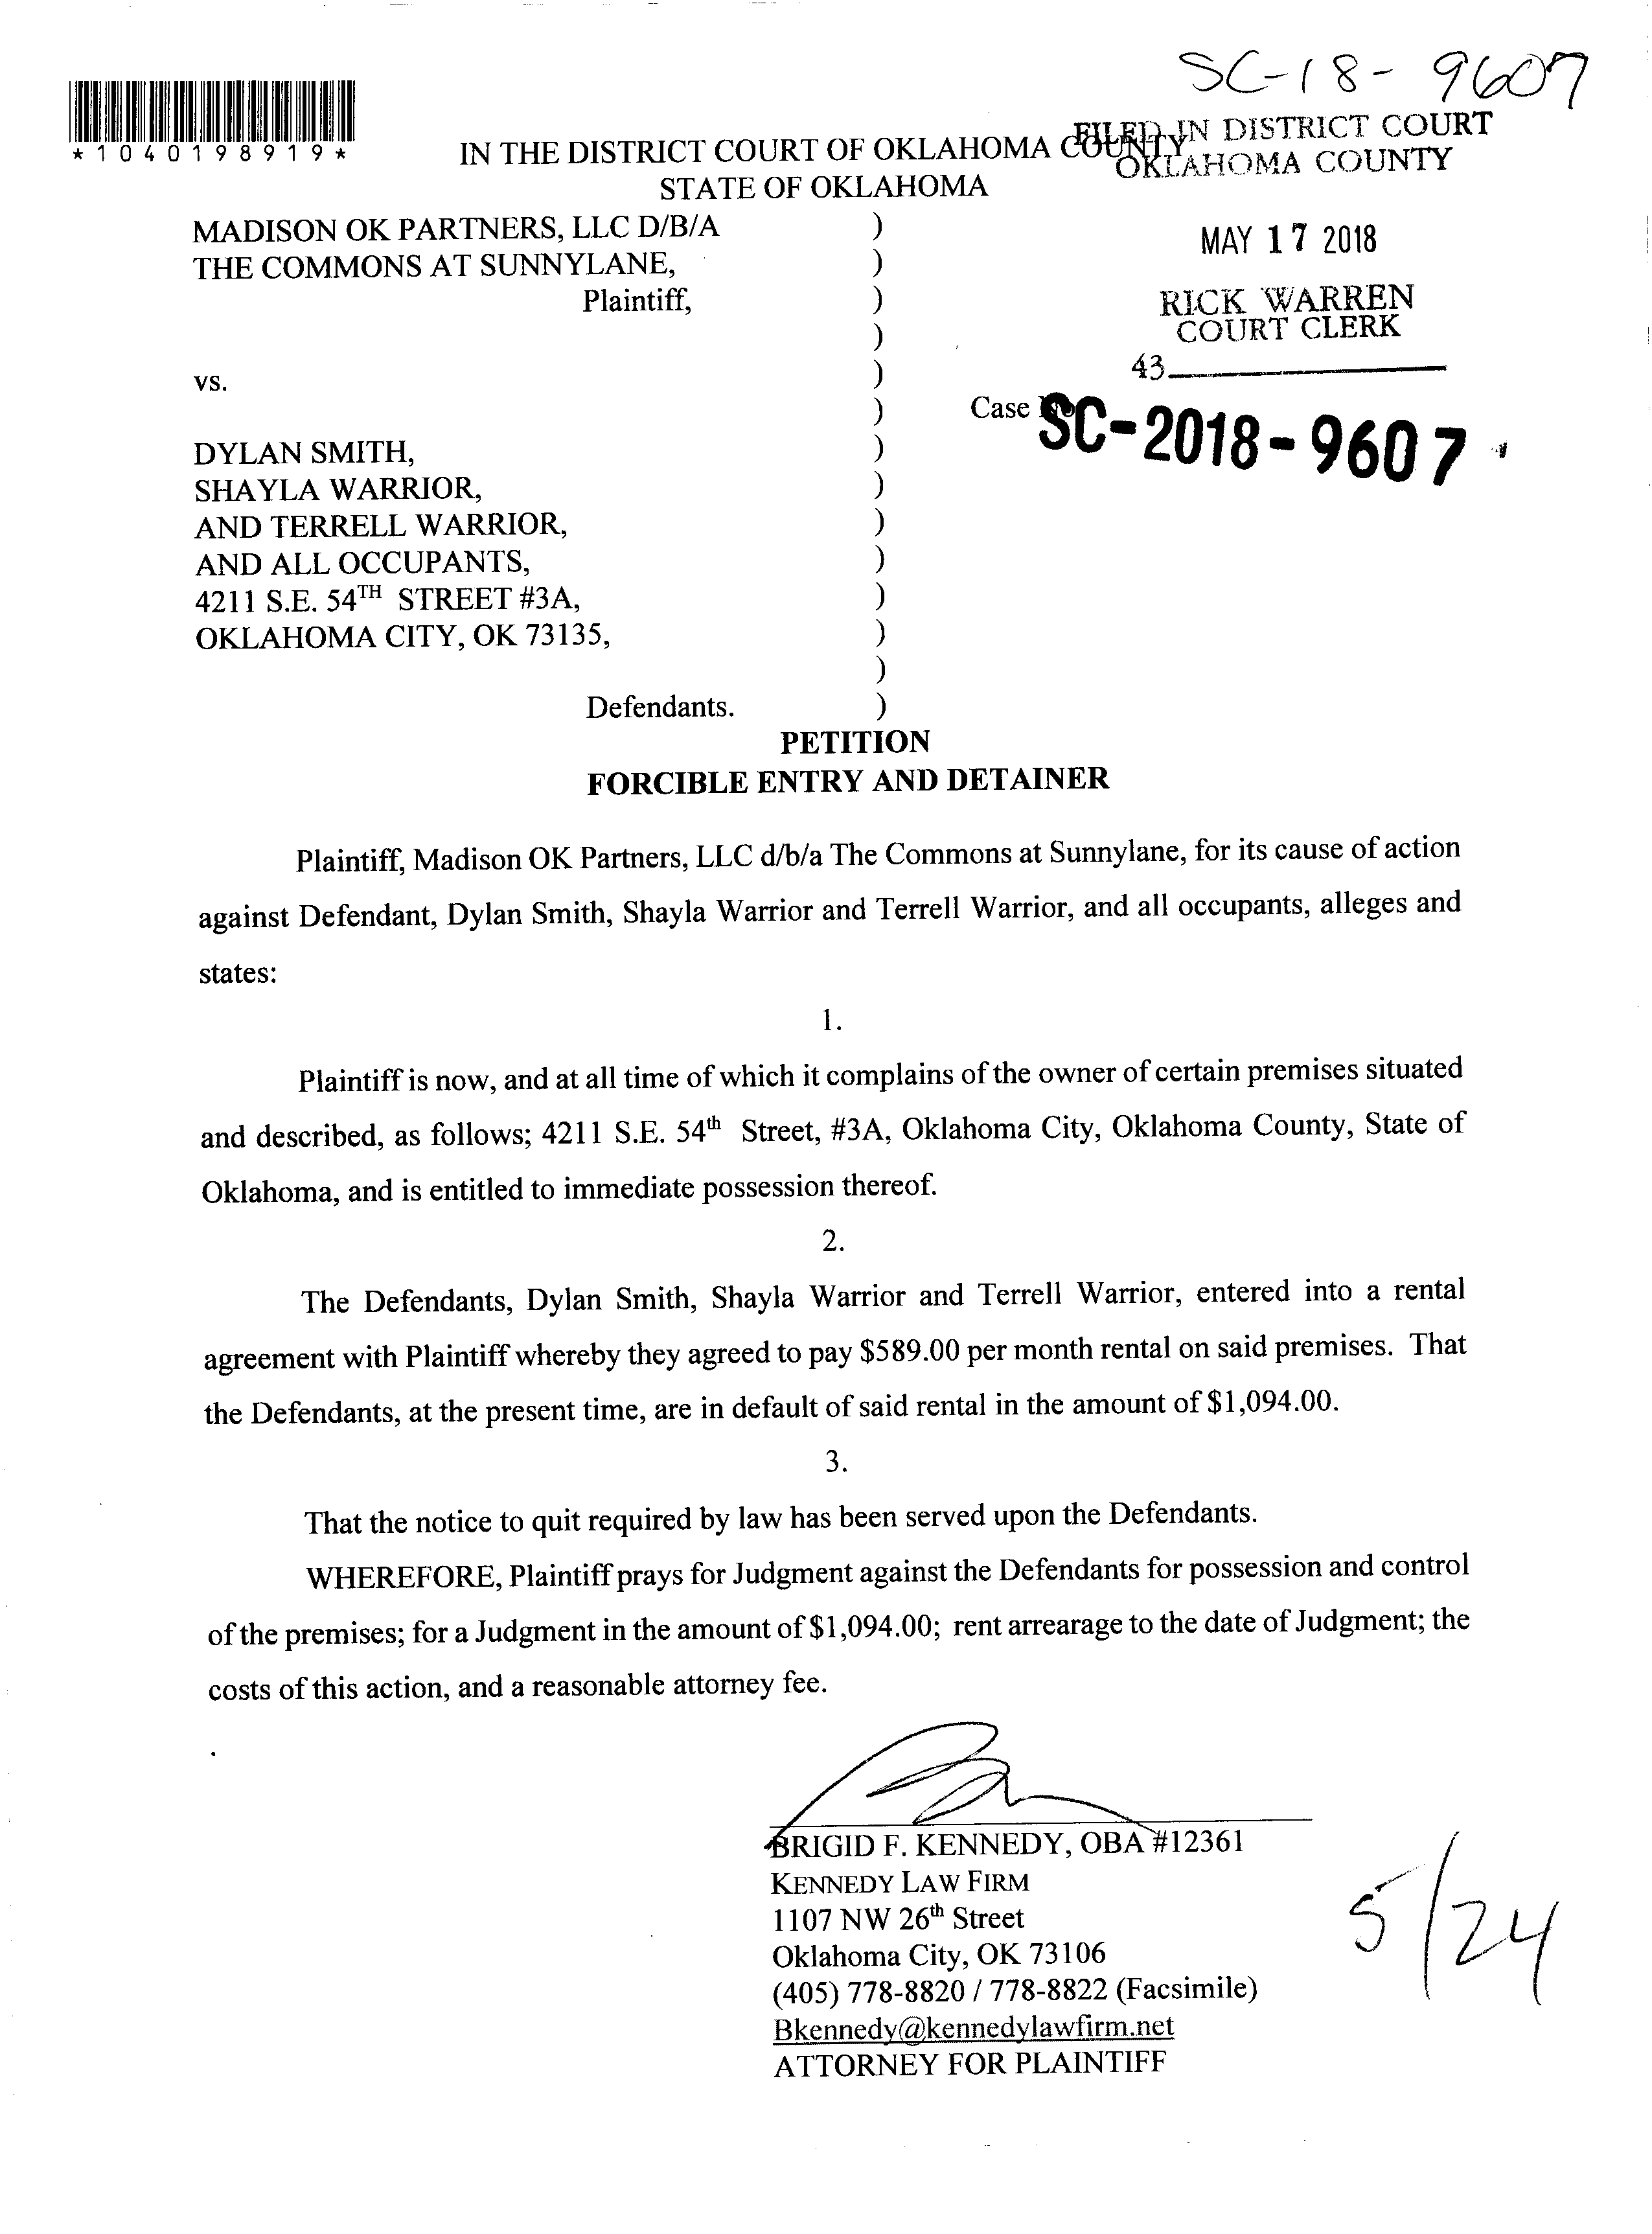 SC-18-9607
*1040198919*
IN THE DISTRICT COURT OF OKLAHOMA COUNTY
FILED IN DISTRICT COURT
OKLAHOMA COUNTY
STATE OF OKLAHOMA
MADISON OK PARTNERS, LLC D/B/A )
THE COMMONS AT SUNNYLANE, )
Plaintiff, )
)
MAY 17 2018
RICK WARREN
COURT CLERK
43
vs. )
)
Case No. SC-2018-9607
DYLAN SMITH, )
SHAYLA WARRIOR, )
AND TERRELL WARRIOR, )
AND ALL OCCUPANTS, )
4211 S.E. 54TH STREET #3A, )
OKLAHOMA CITY, OK 73135, )
)
Defendants. )
PETITION
FORCIBLE ENTRY AND DETAINER
Plaintiff, Madison OK Partners, LLC d/b/a The Commons at Sunnylane, for its cause of action
against Defendant, Dylan Smith, Shayla Warrior and Terrell Warrior, and all occupants, alleges and
states:
1.
Plaintiff is now, and at all time of which it complains of the owner of certain premises situated
and described, as follows; 4211 S.E. 54th Street, #3A, Oklahoma City, Oklahoma County, State of
Oklahoma, and is entitled to immediate possession thereof.
2.
The Defendants, Dylan Smith, Shayla Warrior and Terrell Warrior, entered into a rental
agreement with Plaintiff whereby they agreed to pay $589.00 per month rental on said premises. That
the Defendants, at the present time, are in default of said rental in the amount of $1,094.00.
3.
That the notice to quit required by law has been served upon the Defendants.
WHEREFORE, Plaintiff prays for Judgment against the Defendants for possession and control
of the premises; for a Judgment in the amount of $1,094.00; rent arrearage to the date of Judgment; the
costs of this action, and a reasonable attorney fee.
BRIGID F. KENNEDY, OBA #12361
KENNEDY LAW FIRM
1107 NW 26th Street
Oklahoma City, OK 73106
(405) 778-8820 / 778-8822 (Facsimile)
Bkennedy@kennedylawfirm.net
ATTORNEY FOR PLAINTIFF
5/24